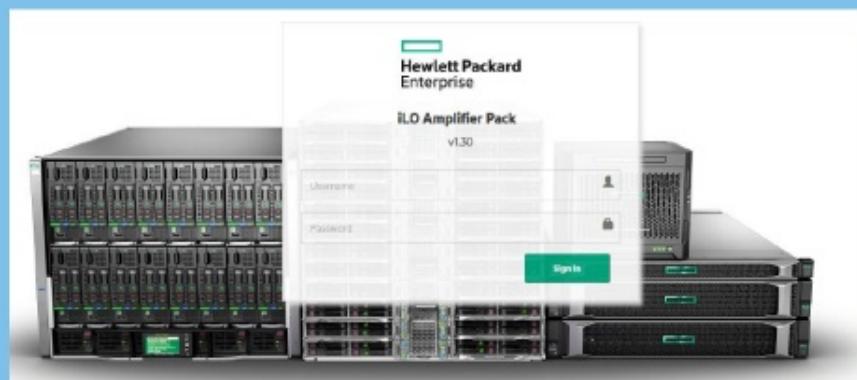 Hewlett Packard
Enterprise
iLO Amplifier Pack
v1.30
Username
Password
Sign In